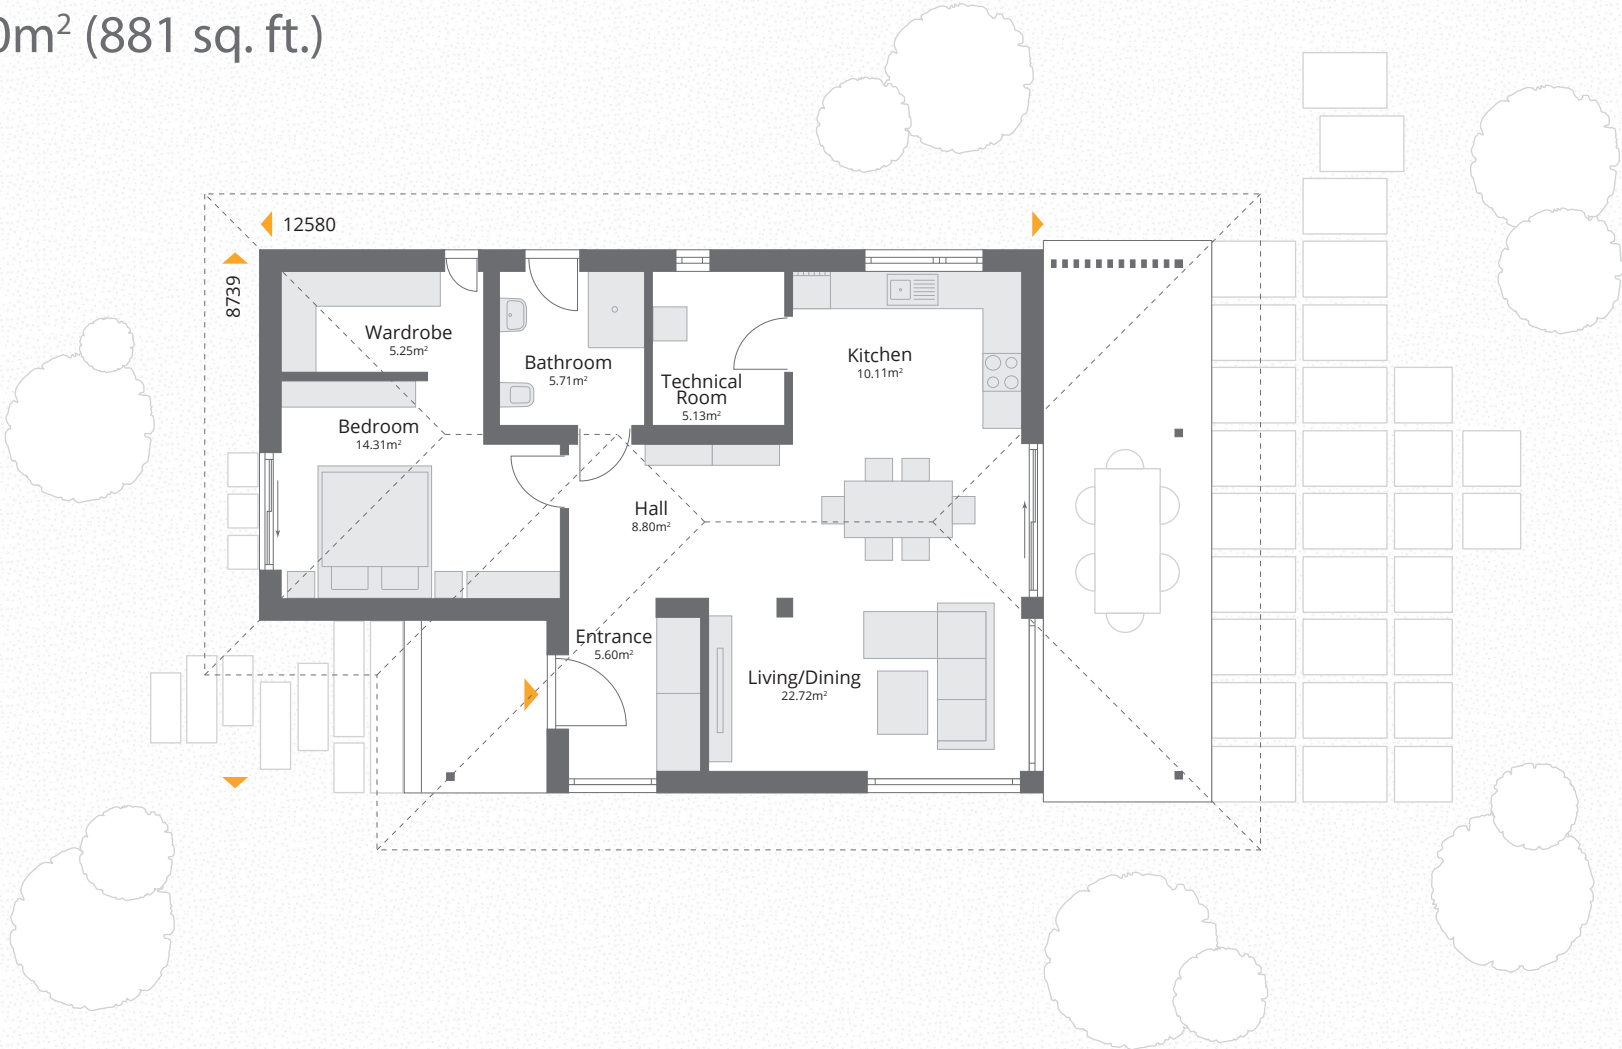 0m² (881 sq. ft.)
12580
8739
Wardrobe
5.25m²
Bathroom
5.71m²
Technical
Room
5.13m²
Kitchen
10.11m²
Bedroom
14.31m²
Hall
8.80m²
Entrance
5.60m²
Living/Dining
22.72m²